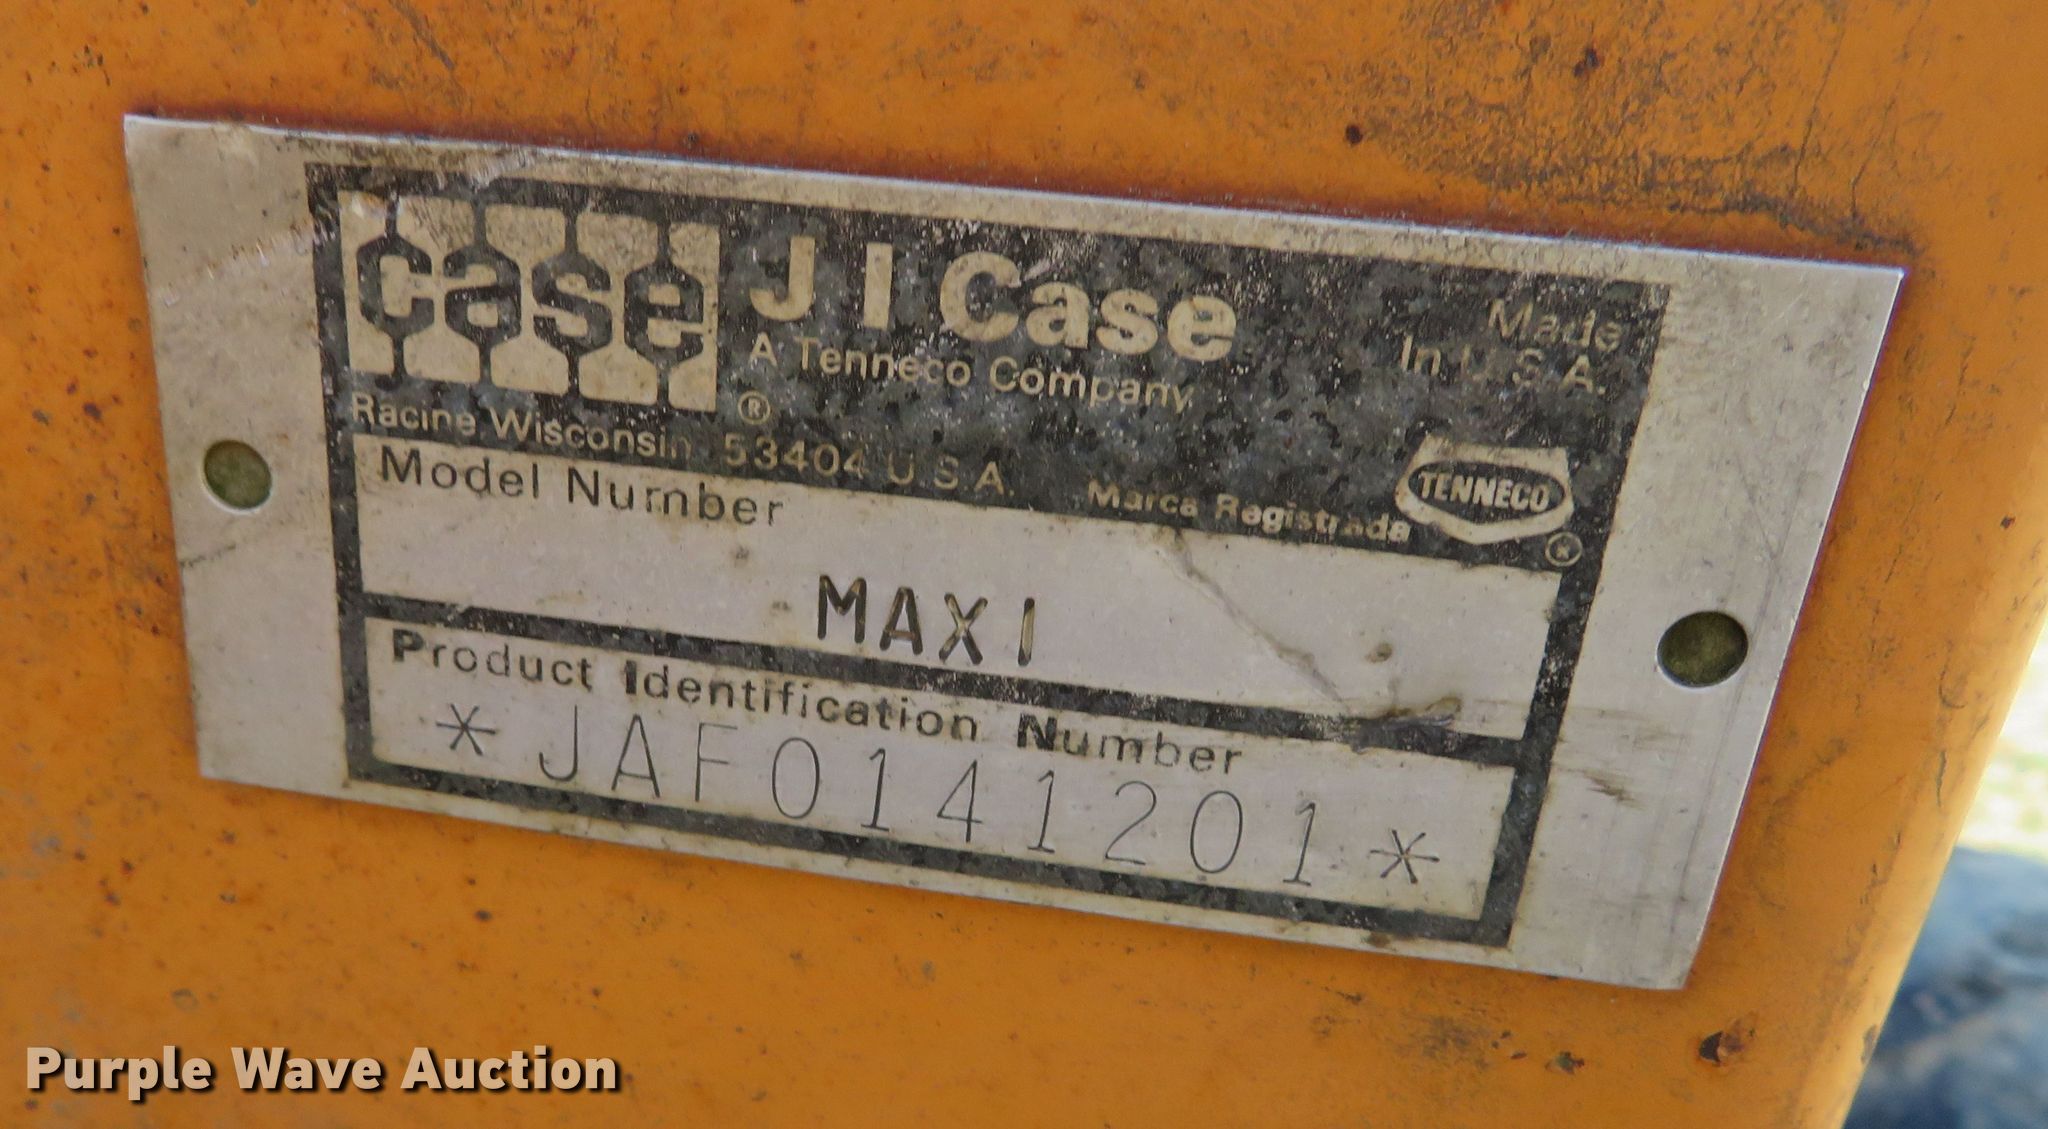 case
J I Case
A Tenneco Company
Made
In U.S.A.
®
Racine Wisconsin 53404 U.S.A.
Marca Registrada
TENNECO
®
Model Number
MAXI
Product Identification Number
*JAF0141201*
Purple Wave Auction